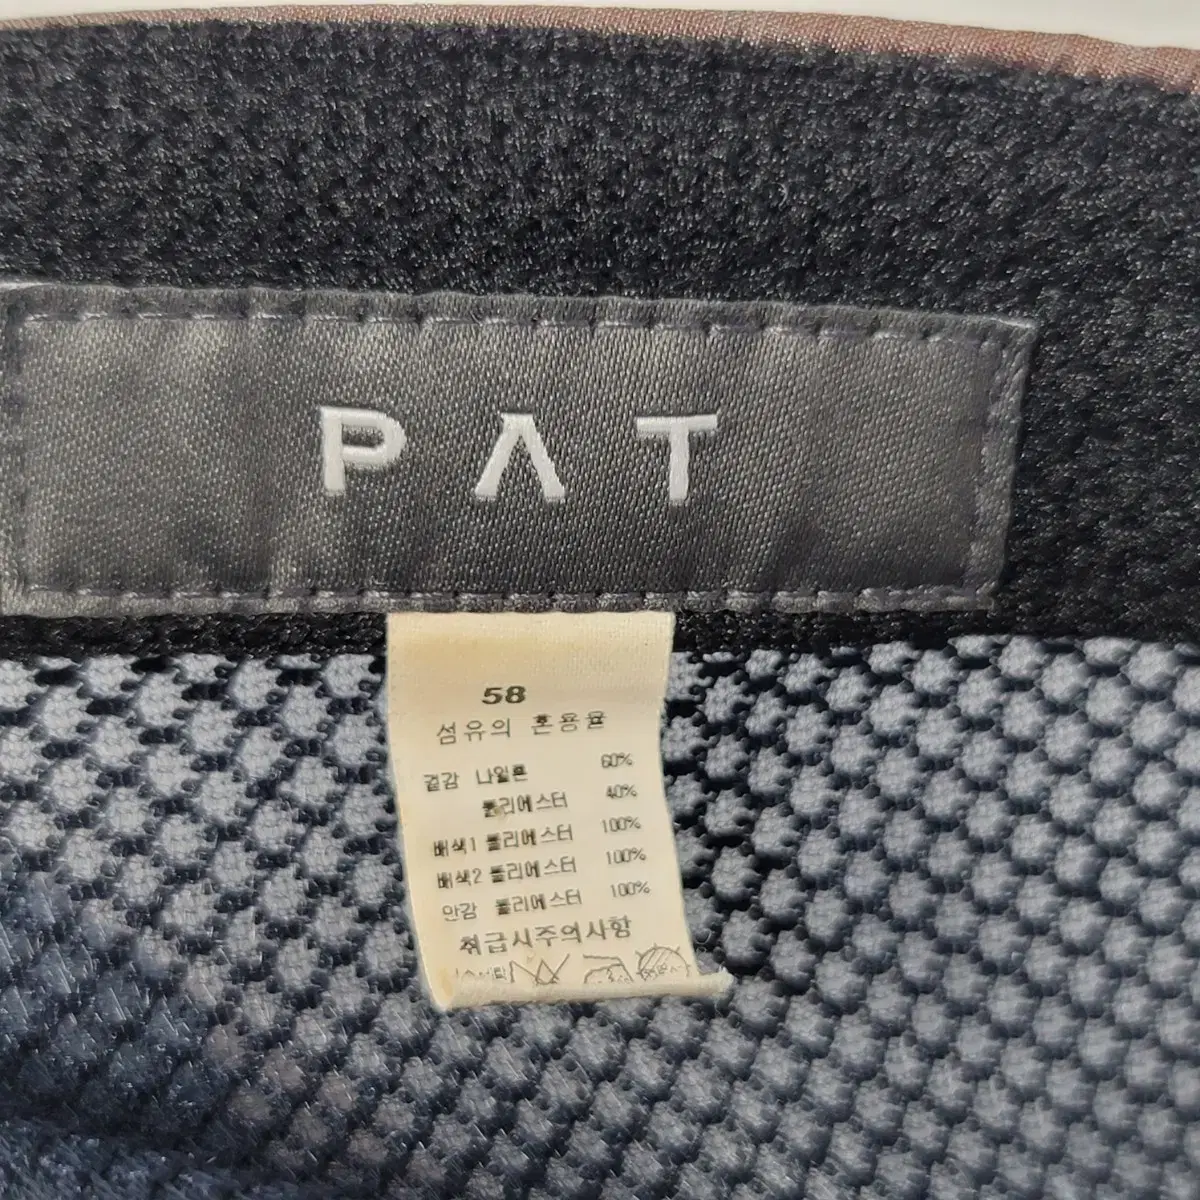 PAT
58
섬유의 혼용율
겉감 나일론 60%
폴리에스터 40%
배색1 폴리에스터 100%
배색2 폴리에스터 100%
안감 폴리에스터 100%
취급시주의사항